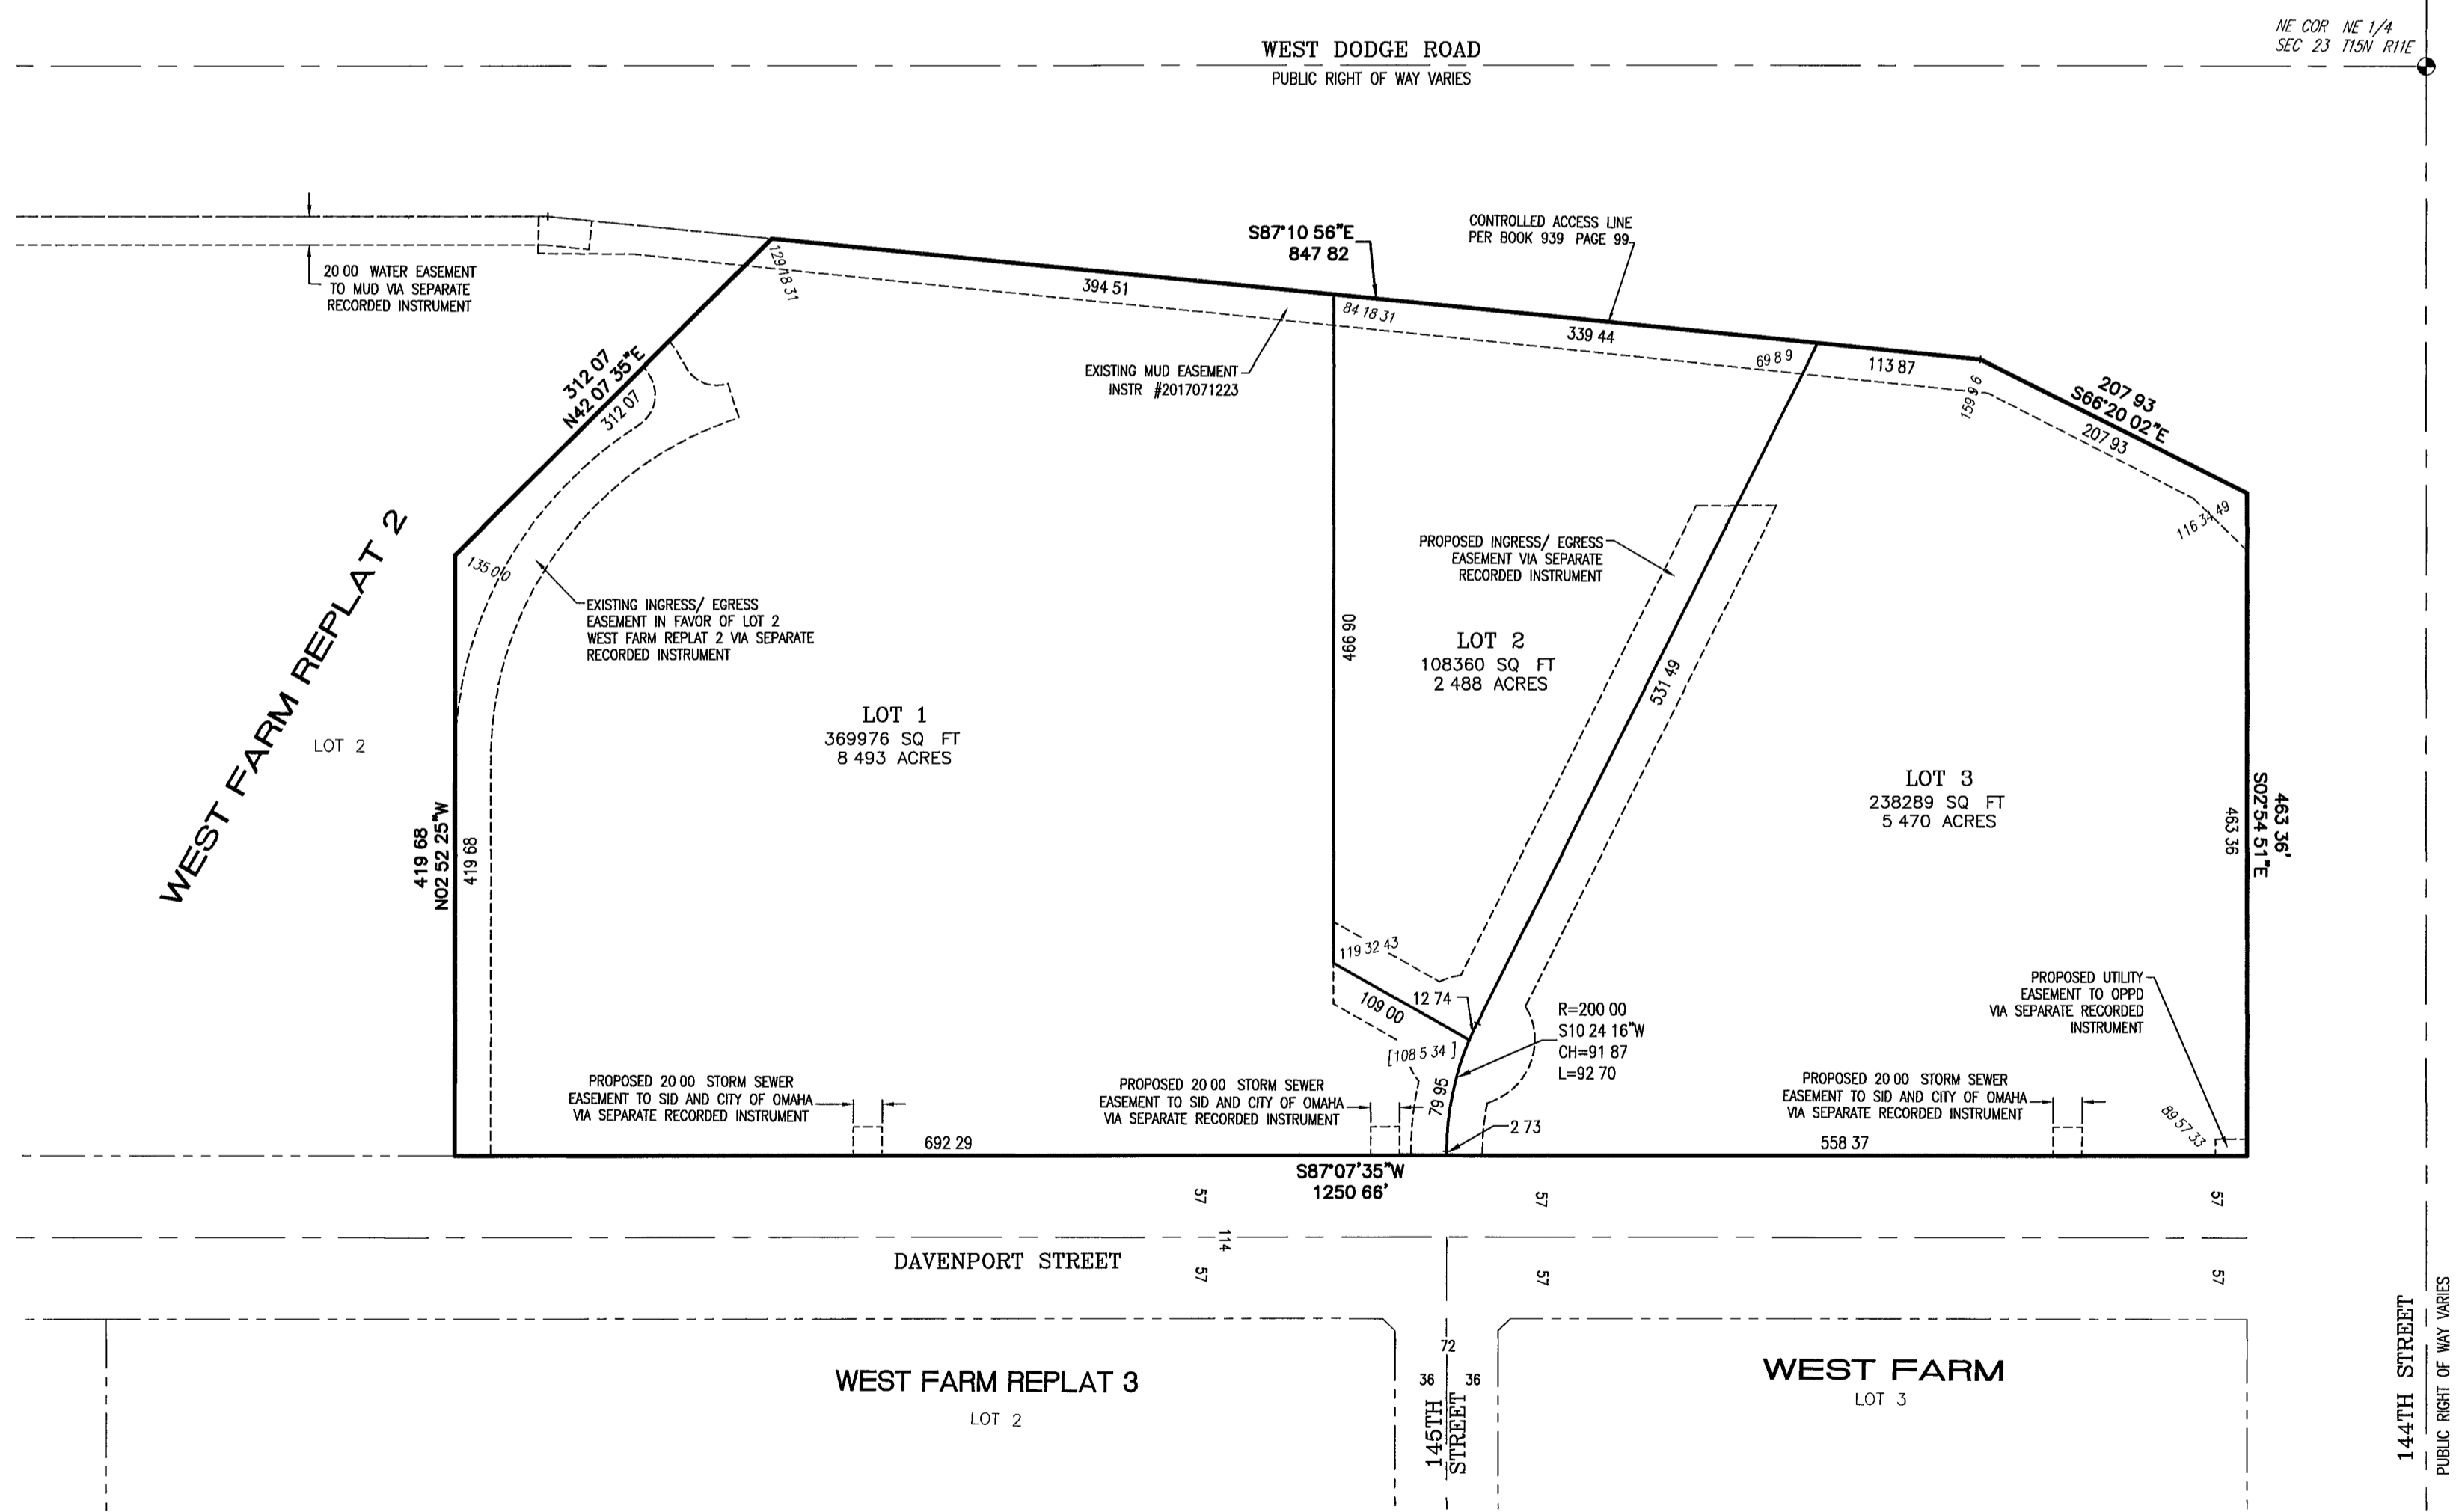 NE COR NE 1/4
SEC 23 T15N R11E
WEST DODGE ROAD
PUBLIC RIGHT OF WAY VARIES
20 00 WATER EASEMENT
TO MUD VIA SEPARATE
RECORDED INSTRUMENT
S87°10 56"E
847 82
CONTROLLED ACCESS LINE
PER BOOK 939 PAGE 99
129 18 31
394 51
84 18 31
339 44
69 8 9
113 87
159 9 6
207 93
S66°20 02"E
207 93
116 34 49
EXISTING MUD EASEMENT
INSTR #2017071223
312 07
N42 07 35"E
312 07
135 0 0
EXISTING INGRESS/ EGRESS
EASEMENT IN FAVOR OF LOT 2
WEST FARM REPLAT 2 VIA SEPARATE
RECORDED INSTRUMENT
PROPOSED INGRESS/ EGRESS
EASEMENT VIA SEPARATE
RECORDED INSTRUMENT
WEST FARM REPLAT 2
LOT 2
LOT 1
369976 SQ FT
8 493 ACRES
466 90
LOT 2
108360 SQ FT
2 488 ACRES
531 49
LOT 3
238289 SQ FT
5 470 ACRES
463 36'
S02°54 51"E
463 36
419 68
N02 52 25"W
419 68
119 32 43
109 00
12 74
[108 5 34 ]
R=200 00
S10 24 16"W
CH=91 87
L=92 70
79 95
2 73
PROPOSED UTILITY
EASEMENT TO OPPD
VIA SEPARATE RECORDED
INSTRUMENT
PROPOSED 20 00 STORM SEWER
EASEMENT TO SID AND CITY OF OMAHA
VIA SEPARATE RECORDED INSTRUMENT
PROPOSED 20 00 STORM SEWER
EASEMENT TO SID AND CITY OF OMAHA
VIA SEPARATE RECORDED INSTRUMENT
PROPOSED 20 00 STORM SEWER
EASEMENT TO SID AND CITY OF OMAHA
VIA SEPARATE RECORDED INSTRUMENT
89 57 33
692 29
558 37
S87°07'35"W
1250 66'
57
57
57
114
DAVENPORT STREET
57
57
57
72
36 36
145TH
STREET
WEST FARM REPLAT 3
LOT 2
WEST FARM
LOT 3
144TH STREET
PUBLIC RIGHT OF WAY VARIES